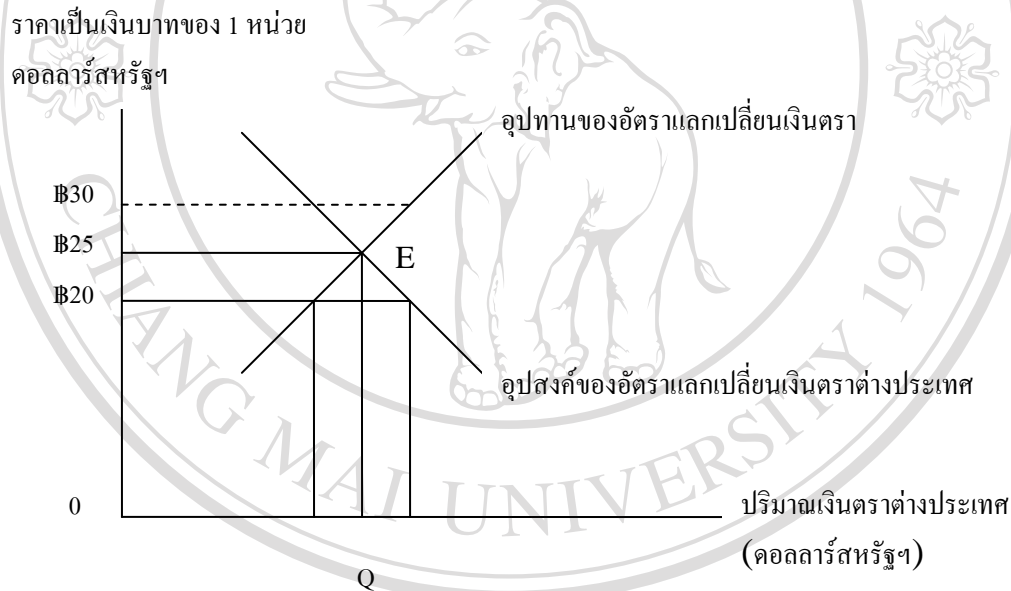 ราคาเป็นเงินบาทของ 1 หน่วย
ดอลลาร์สหรัฐฯ
อุปทานของอัตราแลกเปลี่ยนเงินตรา
฿30
฿25
E
฿20
อุปสงค์ของอัตราแลกเปลี่ยนเงินตราต่างประเทศ
0
ปริมาณเงินตราต่างประเทศ
(ดอลลาร์สหรัฐฯ)
Q
CHIANG MAI UNIVERSITY 1964